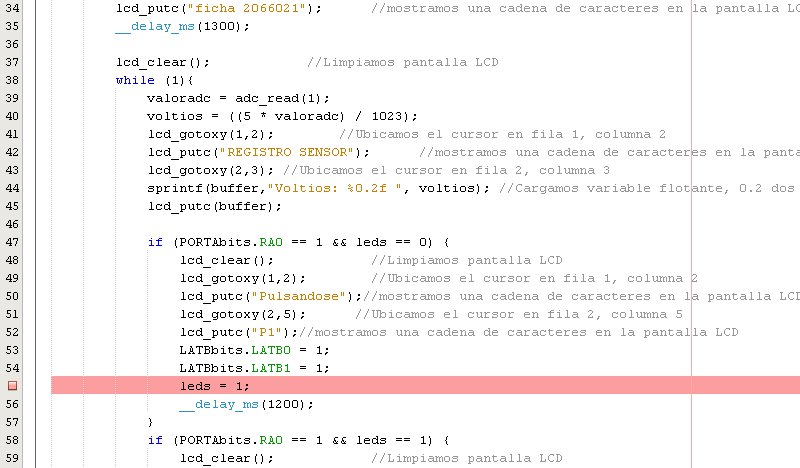 34 lcd_putc("ficha 2066021"); //mostramos una cadena de caracteres en la pantalla LC
35 __delay_ms(1300);
36
37 lcd_clear(); //Limpiamos pantalla LCD
38 while (1){
39 valoradc = adc_read(1);
40 voltios = ((5 * valoradc) / 1023);
41 lcd_gotoxy(1,2); //Ubicamos el cursor en fila 1, columna 2
42 lcd_putc("REGISTRO SENSOR"); //mostramos una cadena de caracteres en la panta
43 lcd_gotoxy(2,3); //Ubicamos el cursor en fila 2, columna 3
44 sprintf(buffer,"Voltios: %0.2f ", voltios); //Cargamos variable flotante, 0.2 dos
45 lcd_putc(buffer);
46
47 if (PORTAbits.RA0 == 1 && leds == 0) {
48 lcd_clear(); //Limpiamos pantalla LCD
49 lcd_gotoxy(1,2); //Ubicamos el cursor en fila 1, columna 2
50 lcd_putc("Pulsandose");//mostramos una cadena de caracteres en la pantalla LCD
51 lcd_gotoxy(2,5); //Ubicamos el cursor en fila 2, columna 5
52 lcd_putc("P1");//mostramos una cadena de caracteres en la pantalla LCD
53 LATBbits.LATB0 = 1;
54 LATBbits.LATB1 = 1;
leds = 1;
56 __delay_ms(1200);
57 }
58 if (PORTAbits.RA0 == 1 && leds == 1) {
59 lcd_clear(); //Limpiamos pantalla LCD